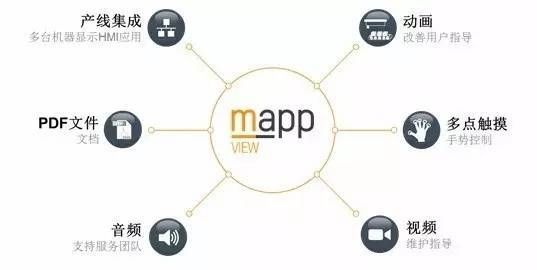 产线集成
多台机器显示HMI应用
动画
改善用户指导
PDF文件
文档
mapp
VIEW
多点触摸
手势控制
音频
支持服务团队
视频
维护指导